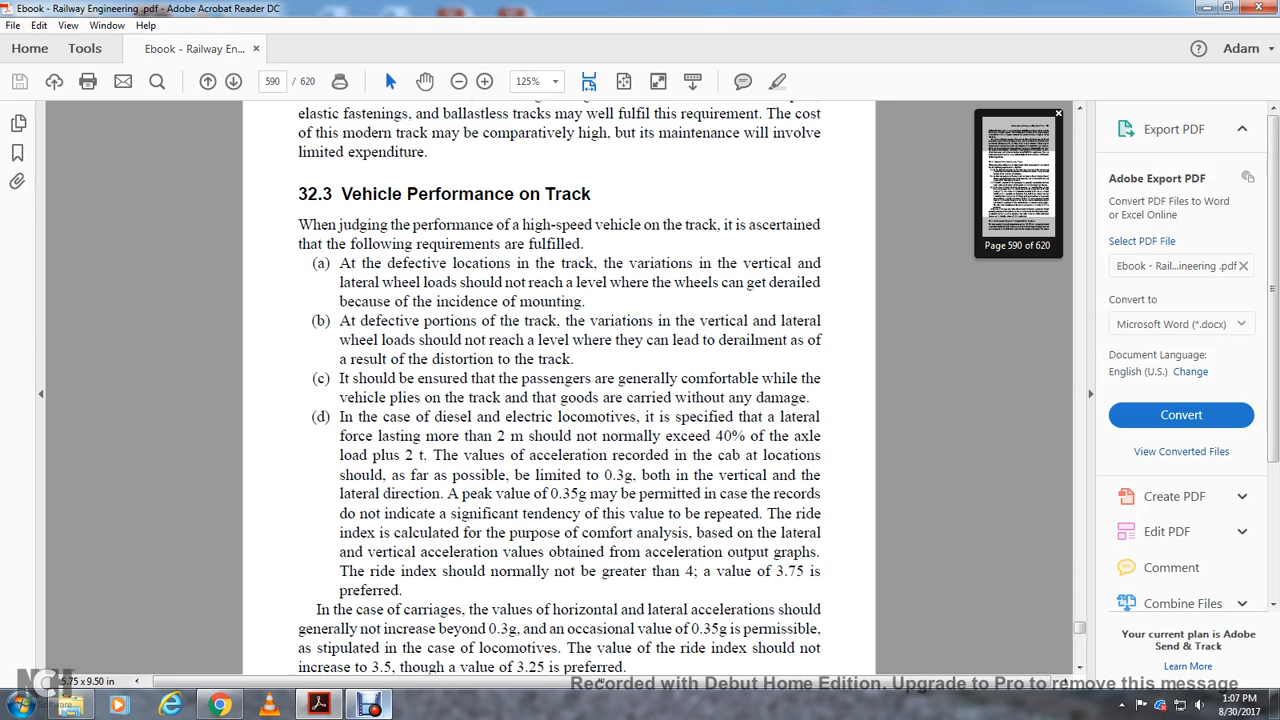 Ebook - Railway Engineering .pdf - Adobe Acrobat Reader DC
File Edit View Window Help
Home Tools Ebook - Railway En... × Adam
590 / 620 125%
elastic fastenings, and ballastless tracks may well fulfil this requirement. The cost
of this modern track may be comparatively high, but its maintenance will involve
limited expenditure.
32.3 Vehicle Performance on Track
When judging the performance of a high-speed vehicle on the track, it is ascertained
that the following requirements are fulfilled.
(a) At the defective locations in the track, the variations in the vertical and
lateral wheel loads should not reach a level where the wheels can get derailed
because of the incidence of mounting.
(b) At defective portions of the track, the variations in the vertical and lateral
wheel loads should not reach a level where they can lead to derailment as of
a result of the distortion to the track.
(c) It should be ensured that the passengers are generally comfortable while the
vehicle plies on the track and that goods are carried without any damage.
(d) In the case of diesel and electric locomotives, it is specified that a lateral
force lasting more than 2 m should not normally exceed 40% of the axle
load plus 2 t. The values of acceleration recorded in the cab at locations
should, as far as possible, be limited to 0.3g, both in the vertical and the
lateral direction. A peak value of 0.35g may be permitted in case the records
do not indicate a significant tendency of this value to be repeated. The ride
index is calculated for the purpose of comfort analysis, based on the lateral
and vertical acceleration values obtained from acceleration output graphs.
The ride index should normally not be greater than 4; a value of 3.75 is
preferred.
In the case of carriages, the values of horizontal and lateral accelerations should
generally not increase beyond 0.3g, and an occasional value of 0.35g is permissible,
as stipulated in the case of locomotives. The value of the ride index should not
increase to 3.5, though a value of 3.25 is preferred.
Page 590 of 620
Export PDF
Adobe Export PDF
Convert PDF Files to Word
or Excel Online
Select PDF File
Ebook - Rail...ineering .pdf
Convert to
Microsoft Word (*.docx)
Document Language:
English (U.S.) Change
Convert
View Converted Files
Create PDF
Edit PDF
Comment
Combine Files
Your current plan is Adobe
Send & Track
Learn More
5.75 x 9.50 in
NCH Software
Recorded with Debut Home Edition. Upgrade to Pro to remove this message
1:07 PM
8/30/2017